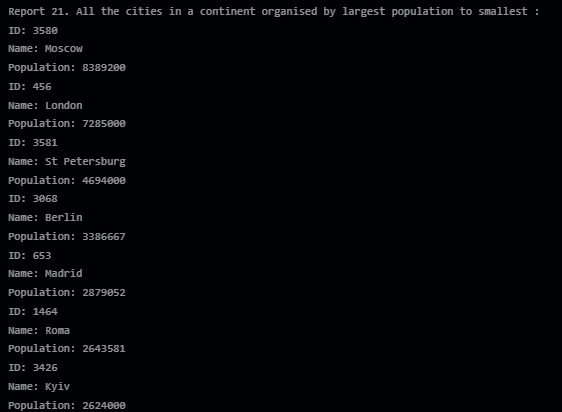 Report 21. All the cities in a continent organised by largest population to smallest :
ID: 3580
Name: Moscow
Population: 8389200
ID: 456
Name: London
Population: 7285000
ID: 3581
Name: St Petersburg
Population: 4694000
ID: 3068
Name: Berlin
Population: 3386667
ID: 653
Name: Madrid
Population: 2879052
ID: 1464
Name: Roma
Population: 2643581
ID: 3426
Name: Kyiv
Population: 2624000